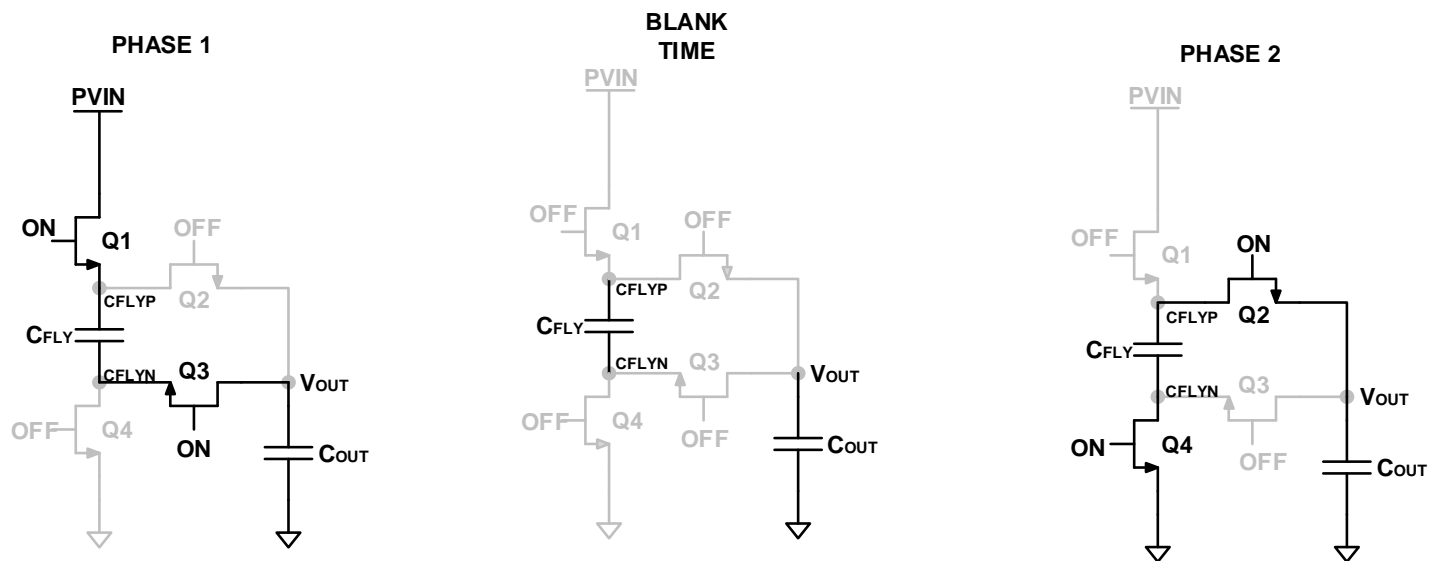 PHASE 1
PVIN
ON
Q1
OFF
Q2
CFLYP
CFLY
CFLYN
Q3
VOUT
OFF
Q4
ON
COUT
BLANK
TIME
PVIN
OFF
Q1
OFF
Q2
CFLYP
CFLY
CFLYN
Q3
VOUT
OFF
Q4
OFF
COUT
PHASE 2
PVIN
OFF
Q1
ON
Q2
CFLYP
CFLY
CFLYN
Q3
VOUT
ON
Q4
OFF
COUT